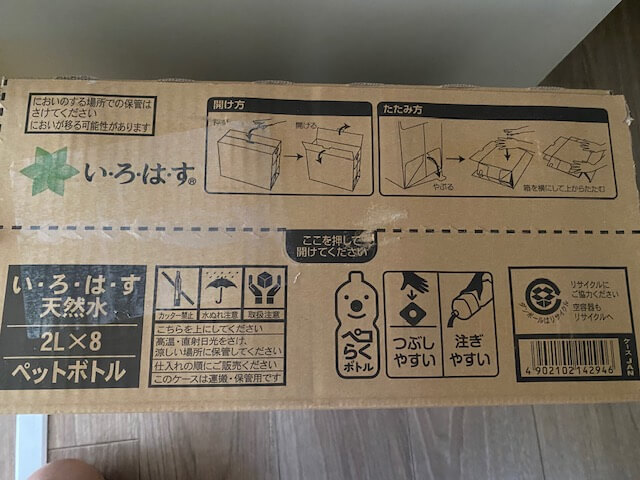 においのする場所での保管は
さけてください
においが移る可能性があります
い・ろ・は・す®
開け方
開ける
たたみ方
やぶる
箱を横にして上からたたむ
ここを押して
開けてください
い・ろ・は・す
天然水
2L×8
ペットボトル
カッター禁止
水ぬれ注意
取扱注意
こちらを上にしてください
高温・直射日光をさけ、
涼しい場所に保管してください
仕入れの順にご販売ください
このケースは運搬・保管用です
ペコ
らく
ボトル
つぶし
やすい
注ぎ
やすい
ダンボールはリサイクル
リサイクルに
ご協力ください
空容器も
リサイクルへ
ケースJAN
4902102142946